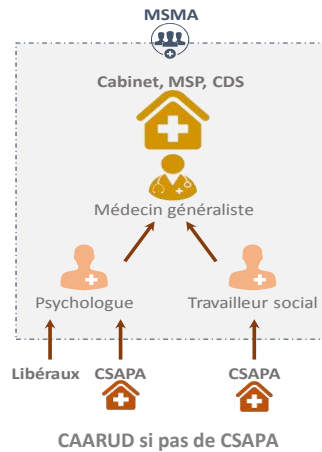 MSMA
Cabinet, MSP, CDS
Médecin généraliste
Psychologue
Travailleur social
Libéraux
CSAPA
CSAPA
CAARUD si pas de CSAPA